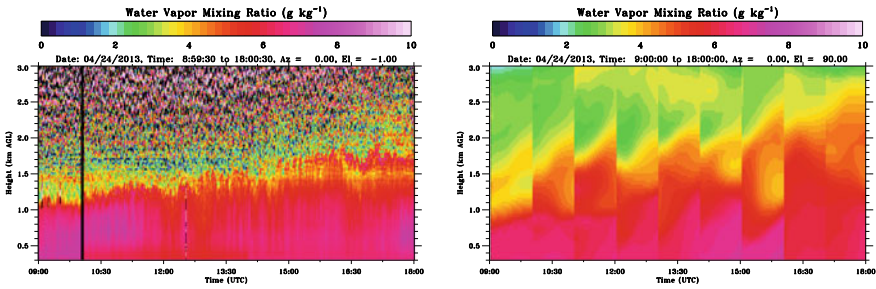 Water Vapor Mixing Ratio (g kg⁻¹)
0 2 4 6 8 10
Date: 04/24/2013, Time: 8:59:30 to 18:00:30, Az = 0.00, El = -1.00
3.0
2.5
2.0
1.5
1.0
0.5
Height (km AGL)
09:00 10:30 12:00 13:30 15:00 16:30 18:00
Time (UTC)
Water Vapor Mixing Ratio (g kg⁻¹)
0 2 4 6 8 10
Date: 04/24/2013, Time: 9:00:00 to 18:00:00, Az = 0.00, El = 90.00
3.0
2.5
2.0
1.5
1.0
0.5
Height (km AGL)
09:00 10:30 12:00 13:30 15:00 16:30 18:00
Time (UTC)